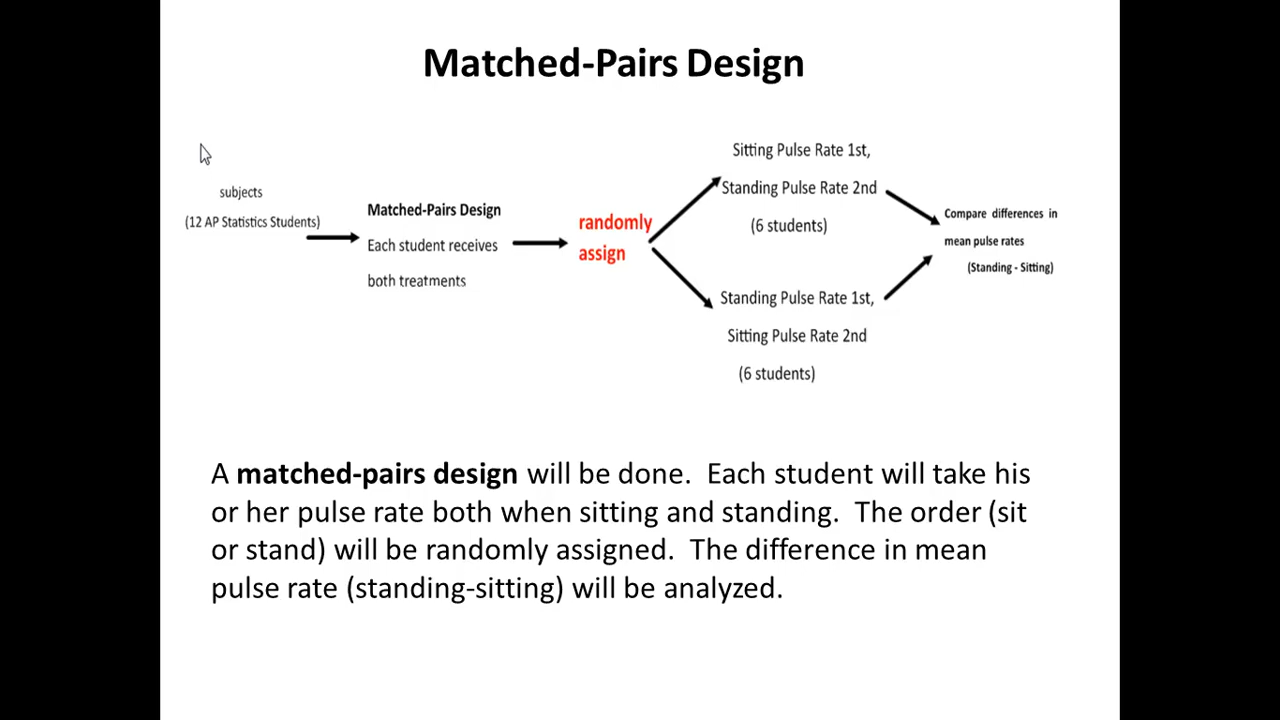 Matched-Pairs Design
subjects
(12 AP Statistics Students)
Matched-Pairs Design
Each student receives
both treatments
randomly
assign
Sitting Pulse Rate 1st,
Standing Pulse Rate 2nd
(6 students)
Standing Pulse Rate 1st,
Sitting Pulse Rate 2nd
(6 students)
Compare differences in
mean pulse rates
(Standing - Sitting)
A matched-pairs design will be done. Each student will take his
or her pulse rate both when sitting and standing. The order (sit
or stand) will be randomly assigned. The difference in mean
pulse rate (standing-sitting) will be analyzed.